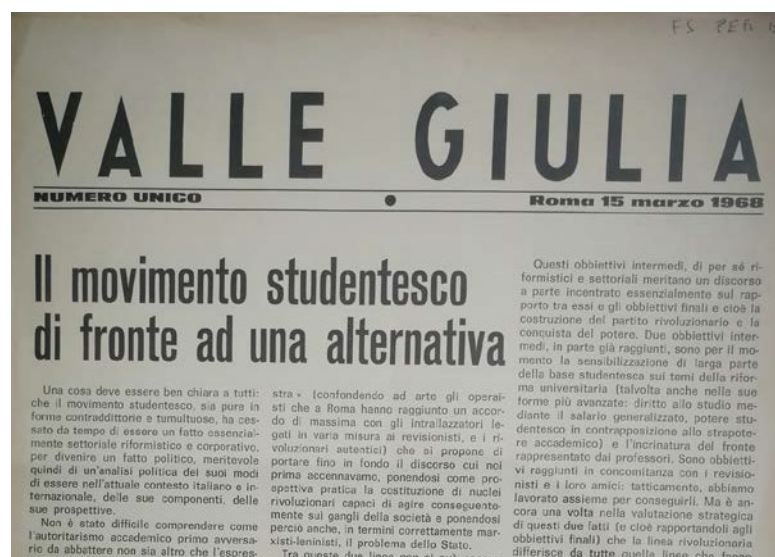 FS PER
VALLE GIULIA
NUMERO UNICO
Roma 15 marzo 1968
Il movimento studentesco
di fronte ad una alternativa
Una cosa deve essere ben chiara a tutti:
che il movimento studentesco, sia pure in
forme contraddittorie e tumultuose, ha ces-
sato da tempo di essere un fatto essenzial-
mente settoriale riformistico e corporativo,
per divenire un fatto politico, meritevole
quindi di un'analisi politica dei suoi modi
di essere nell'attuale contesto italiano e in-
ternazionale, delle sue componenti, delle
sue prospettive.
Non è stato difficile comprendere come
l'autoritarismo accademico primo avversa-
rio da abbattere non sia altro che l'espres-
stra » (confondendo ad arte gli operai-
sti che a Roma hanno raggiunto un accor-
do di massima con gli intrallazzatori le-
gati in varia misura ai revisionisti, e i ri-
voluzionari autentici) che si propone di
portare fino in fondo il discorso cui noi
prima accennavamo, ponendosi come pro-
spettiva pratica la costituzione di nuclei
rivoluzionari capaci di agire conseguente-
mente sui gangli della società e ponendosi
perciò anche, in termini correttamente mar-
xisti-leninisti, il problema dello Stato.
Tra queste due linee non si può
Questi obbiettivi intermedi, di per sé ri-
formistici e settoriali meritano un discorso
a parte incentrato essenzialmente sul rap-
porto tra essi e gli obbiettivi finali e cioè la
costruzione del partito rivoluzionario e la
conquista del potere. Due obbiettivi inter-
medi, in parte già raggiunti, sono per il mo-
mento la sensibilizzazione di larga parte
della base studentesca sui temi della rifor-
ma universitaria (talvolta anche nelle sue
forme più avanzate: diritto allo studio me-
diante il salario generalizzato, potere stu-
dentesco in contrapposizione allo strapote-
re accademico) e l'incrinatura del fronte
rappresentato dai professori. Sono obbietti-
vi raggiunti in concomitanza con i revisio-
nisti e i loro amici: tatticamente, abbiamo
lavorato assieme per conseguirli. Ma è an-
cora una volta nella valutazione strategica
di questi due fatti (e cioè rapportandoli agli
obbiettivi finali) che la linea rivoluzionaria
differisce da tutte quelle linee che